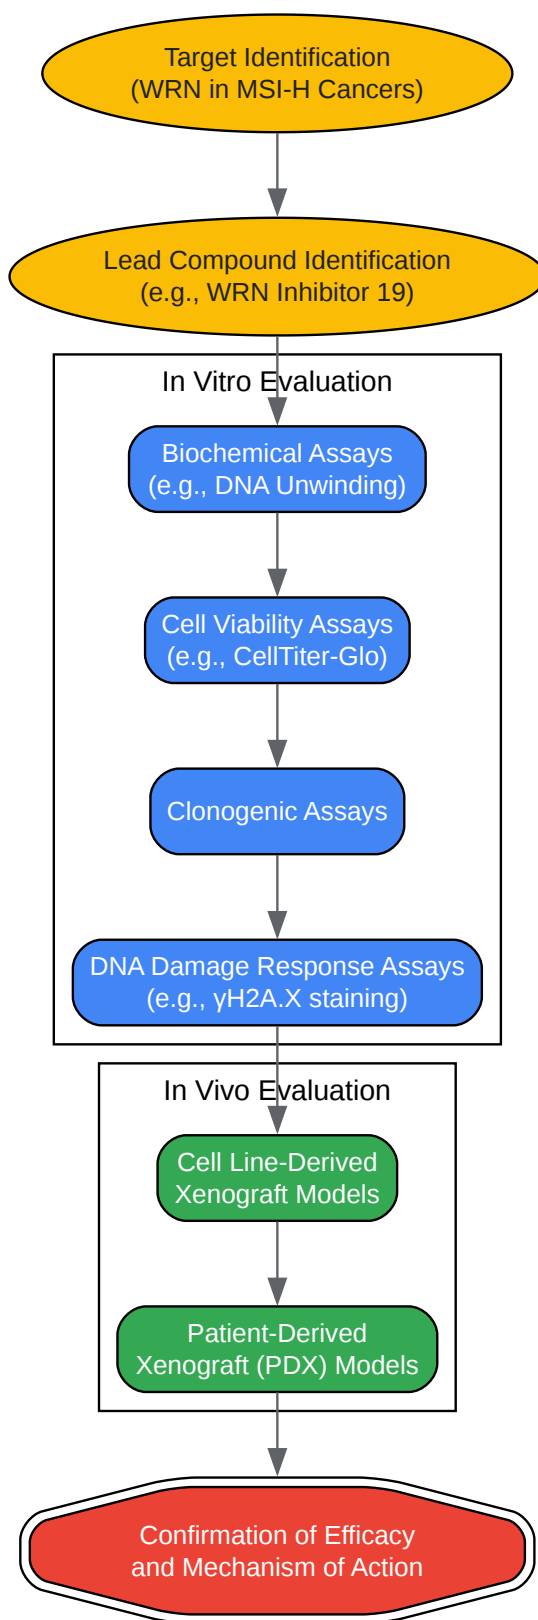 Target Identification
(WRN in MSI-H Cancers)
Lead Compound Identification
(e.g., WRN Inhibitor 19)
In Vitro Evaluation
Biochemical Assays
(e.g., DNA Unwinding)
Cell Viability Assays
(e.g., CellTiter-Glo)
Clonogenic Assays
DNA Damage Response Assays
(e.g., γH2A.X staining)
In Vivo Evaluation
Cell Line-Derived
Xenograft Models
Patient-Derived
Xenograft (PDX) Models
Confirmation of Efficacy
and Mechanism of Action